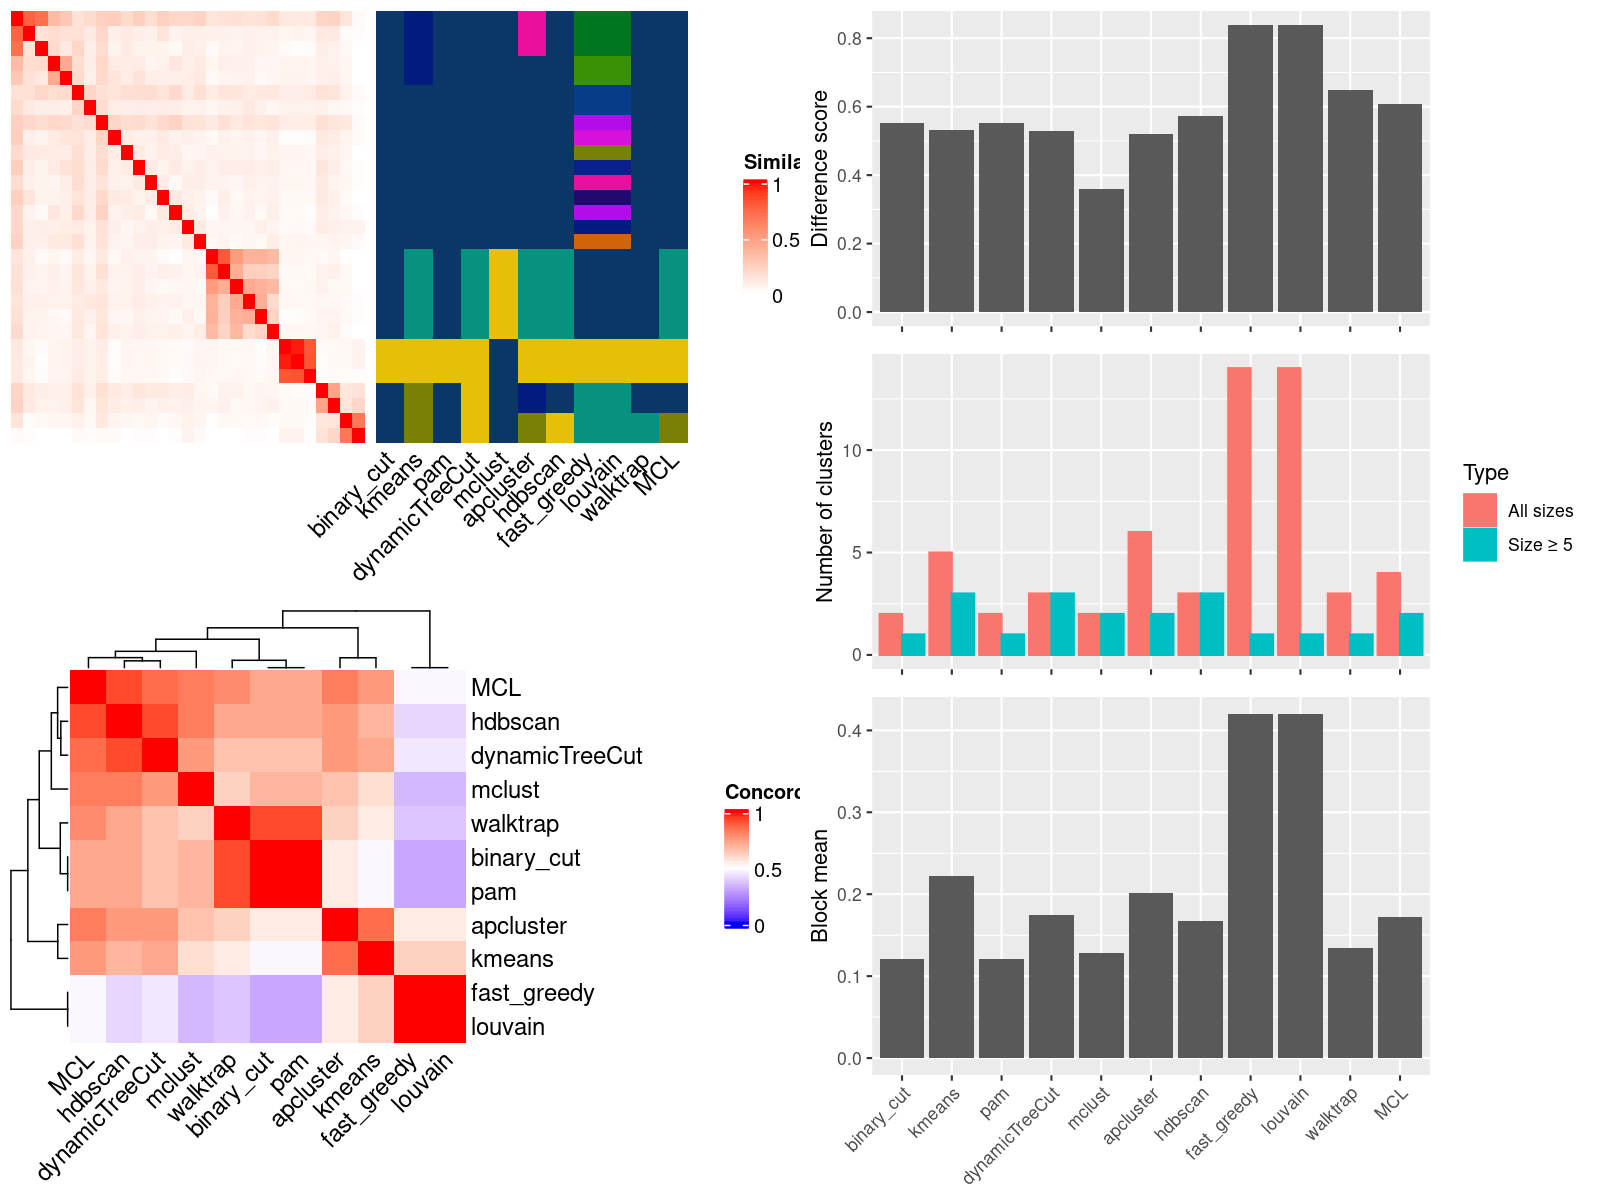 Simila
1
0.5
0
binary_cut
kmeans
pam
dynamicTreeCut
mclust
apcluster
hdbscan
fast_greedy
louvain
walktrap
MCL
MCL
hdbscan
dynamicTreeCut
mclust
walktrap
binary_cut
pam
apcluster
kmeans
fast_greedy
louvain
MCL
hdbscan
dynamicTreeCut
mclust
walktrap
binary_cut
pam
apcluster
kmeans
fast_greedy
louvain
Concord
1
0.5
0
Difference score
0.8
0.6
0.4
0.2
0.0
Number of clusters
10
5
0
Type
All sizes
Size ≥ 5
Block mean
0.4
0.3
0.2
0.1
0.0
binary_cut
kmeans
pam
dynamicTreeCut
mclust
apcluster
hdbscan
fast_greedy
louvain
walktrap
MCL